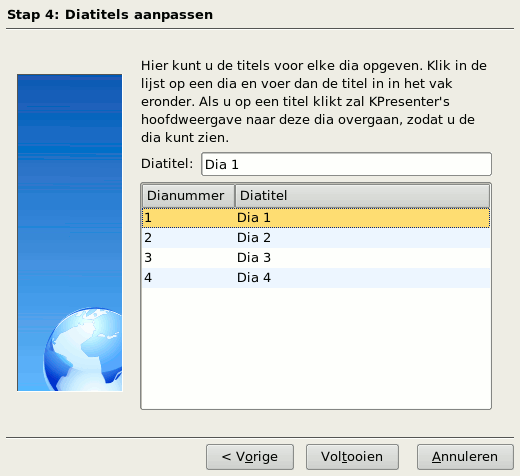 Stap 4: Diatitels aanpassen
Hier kunt u de titels voor elke dia opgeven. Klik in de
lijst op een dia en voer dan de titel in in het vak
eronder. Als u op een titel klikt zal KPresenter's
hoofdweergave naar deze dia overgaan, zodat u de
dia kunt zien.
Diatitel: Dia 1
Dianummer Diatitel
1 Dia 1
2 Dia 2
3 Dia 3
4 Dia 4
< Vorige Voltooien Annuleren